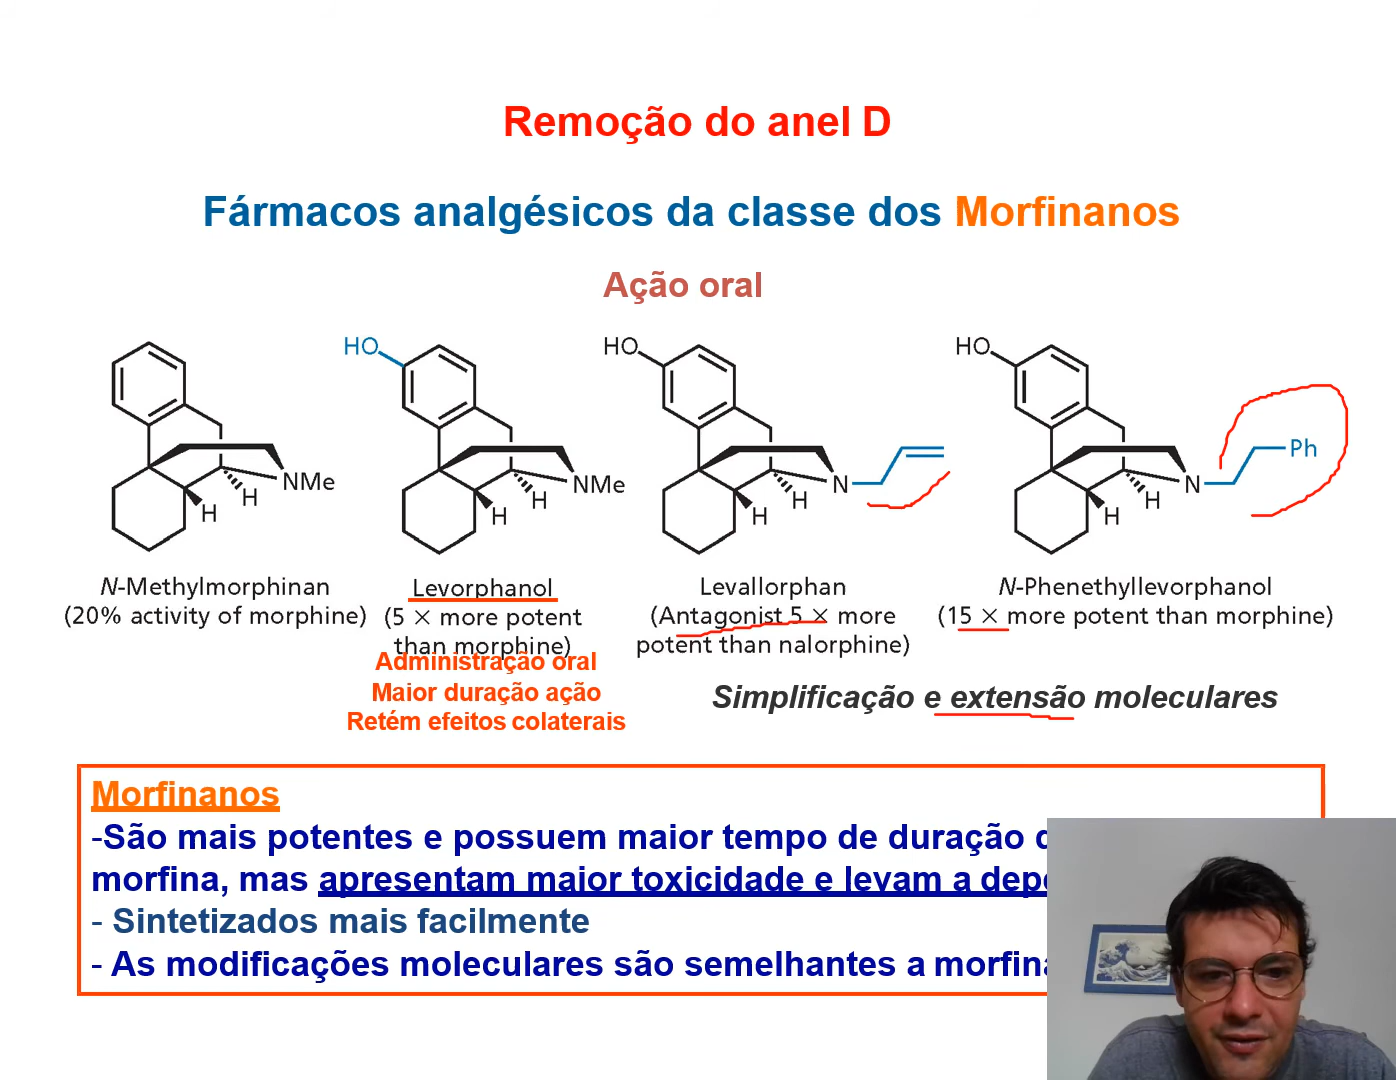 Remoção do anel D
Fármacos analgésicos da classe dos Morfinanos
Ação oral
HO
HO
HO
Ph
NMe
NMe
N
N
H
H
H
H
H
H
H
H
N-Methylmorphinan
(20% activity of morphine)
Levorphanol
(5 × more potent
than morphine)
Administração oral
Maior duração ação
Retém efeitos colaterais
Levallorphan
(Antagonist 5 × more
potent than nalorphine)
N-Phenethyllevorphanol
(15 × more potent than morphine)
Simplificação e extensão moleculares
Morfinanos
-São mais potentes e possuem maior tempo de duração
morfina, mas apresentam maior toxicidade e levam a
- Sintetizados mais facilmente
- As modificações moleculares são semelhantes a